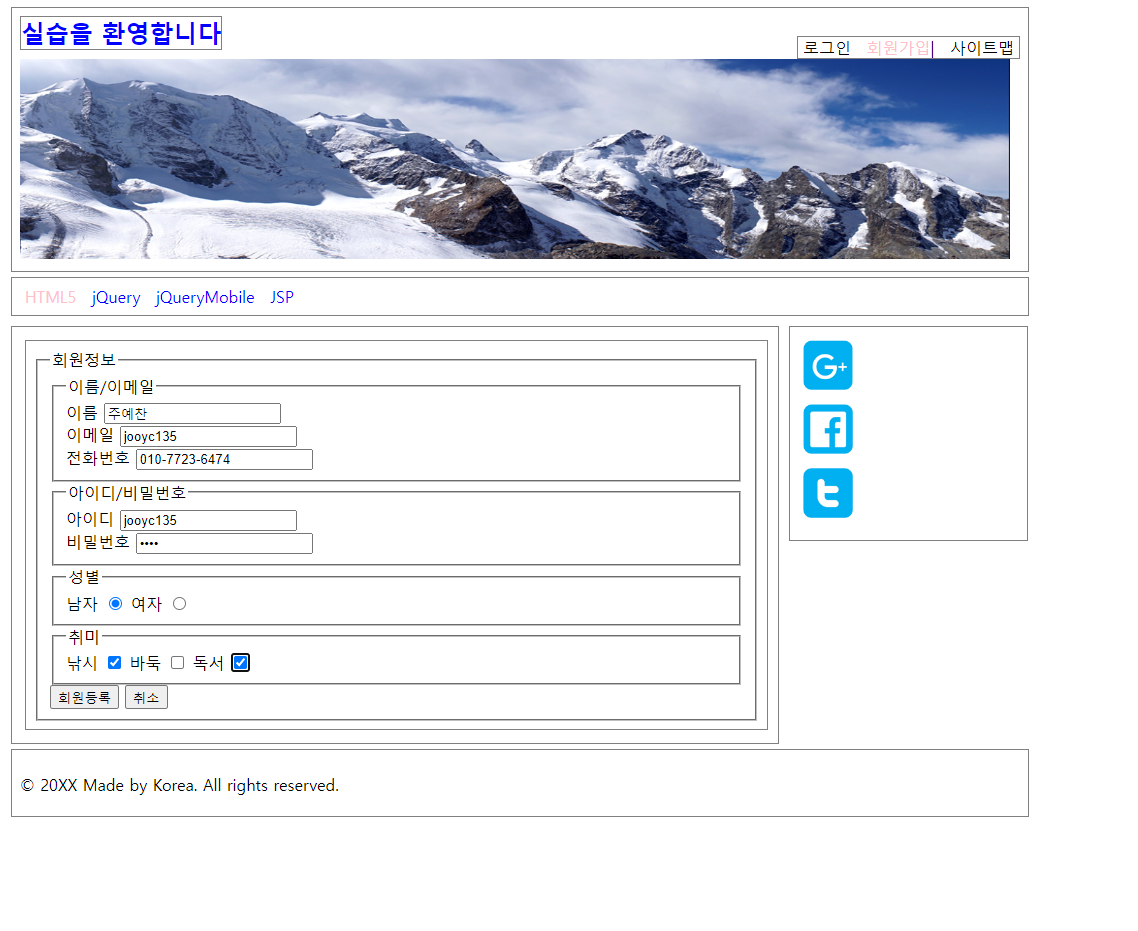 실습을 환영합니다
로그인 회원가입| 사이트맵
HTML5 jQuery jQueryMobile JSP
회원정보
이름/이메일
이름 주예찬
이메일 jooyc135
전화번호 010-7723-6474
아이디/비밀번호
아이디 jooyc135
비밀번호 ••••
성별
남자 여자
취미
낚시 바둑 독서
회원등록 취소
G+
f
t
© 20XX Made by Korea. All rights reserved.